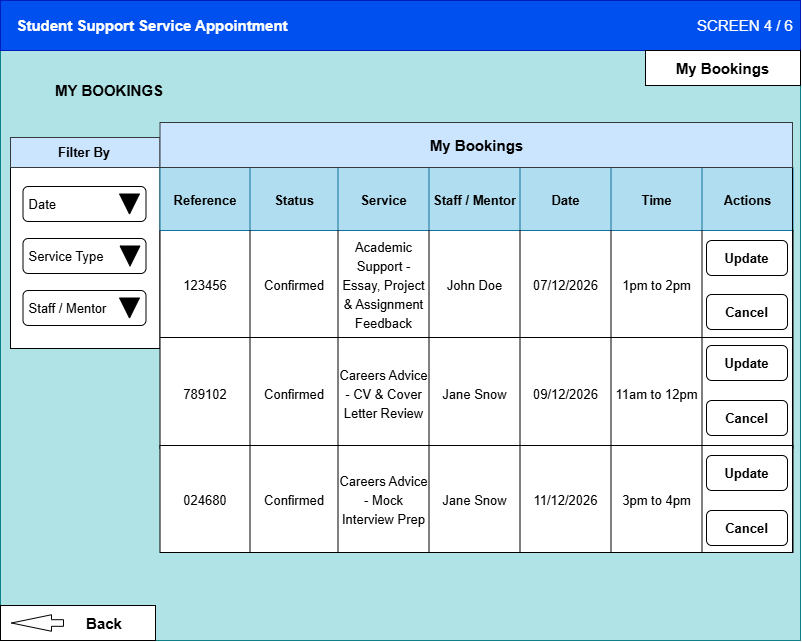 Student Support Service Appointment
SCREEN 4 / 6
My Bookings
MY BOOKINGS
Filter By
Date
Service Type
Staff / Mentor
My Bookings
Reference
Status
Service
Staff / Mentor
Date
Time
Actions
123456
Confirmed
Academic
Support -
Essay, Project
& Assignment
Feedback
John Doe
07/12/2026
1pm to 2pm
Update
Cancel
789102
Confirmed
Careers Advice
- CV & Cover
Letter Review
Jane Snow
09/12/2026
11am to 12pm
Update
Cancel
024680
Confirmed
Careers Advice
- Mock
Interview Prep
Jane Snow
11/12/2026
3pm to 4pm
Update
Cancel
Back